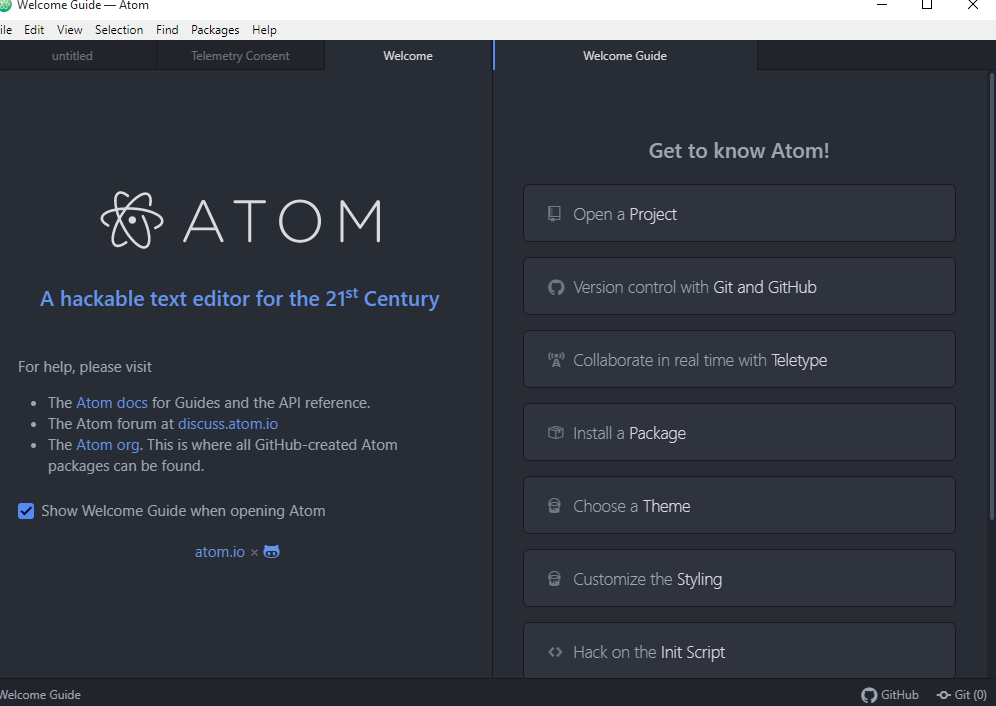 Welcome Guide — Atom
ile Edit View Selection Find Packages Help
untitled Telemetry Consent Welcome Welcome Guide
ATOM
A hackable text editor for the 21st Century
For help, please visit
• The Atom docs for Guides and the API reference.
• The Atom forum at discuss.atom.io
• The Atom org. This is where all GitHub-created Atom
packages can be found.
Show Welcome Guide when opening Atom
atom.io ×
Get to know Atom!
Open a Project
Version control with Git and GitHub
Collaborate in real time with Teletype
Install a Package
Choose a Theme
Customize the Styling
Hack on the Init Script
Welcome Guide GitHub Git (0)